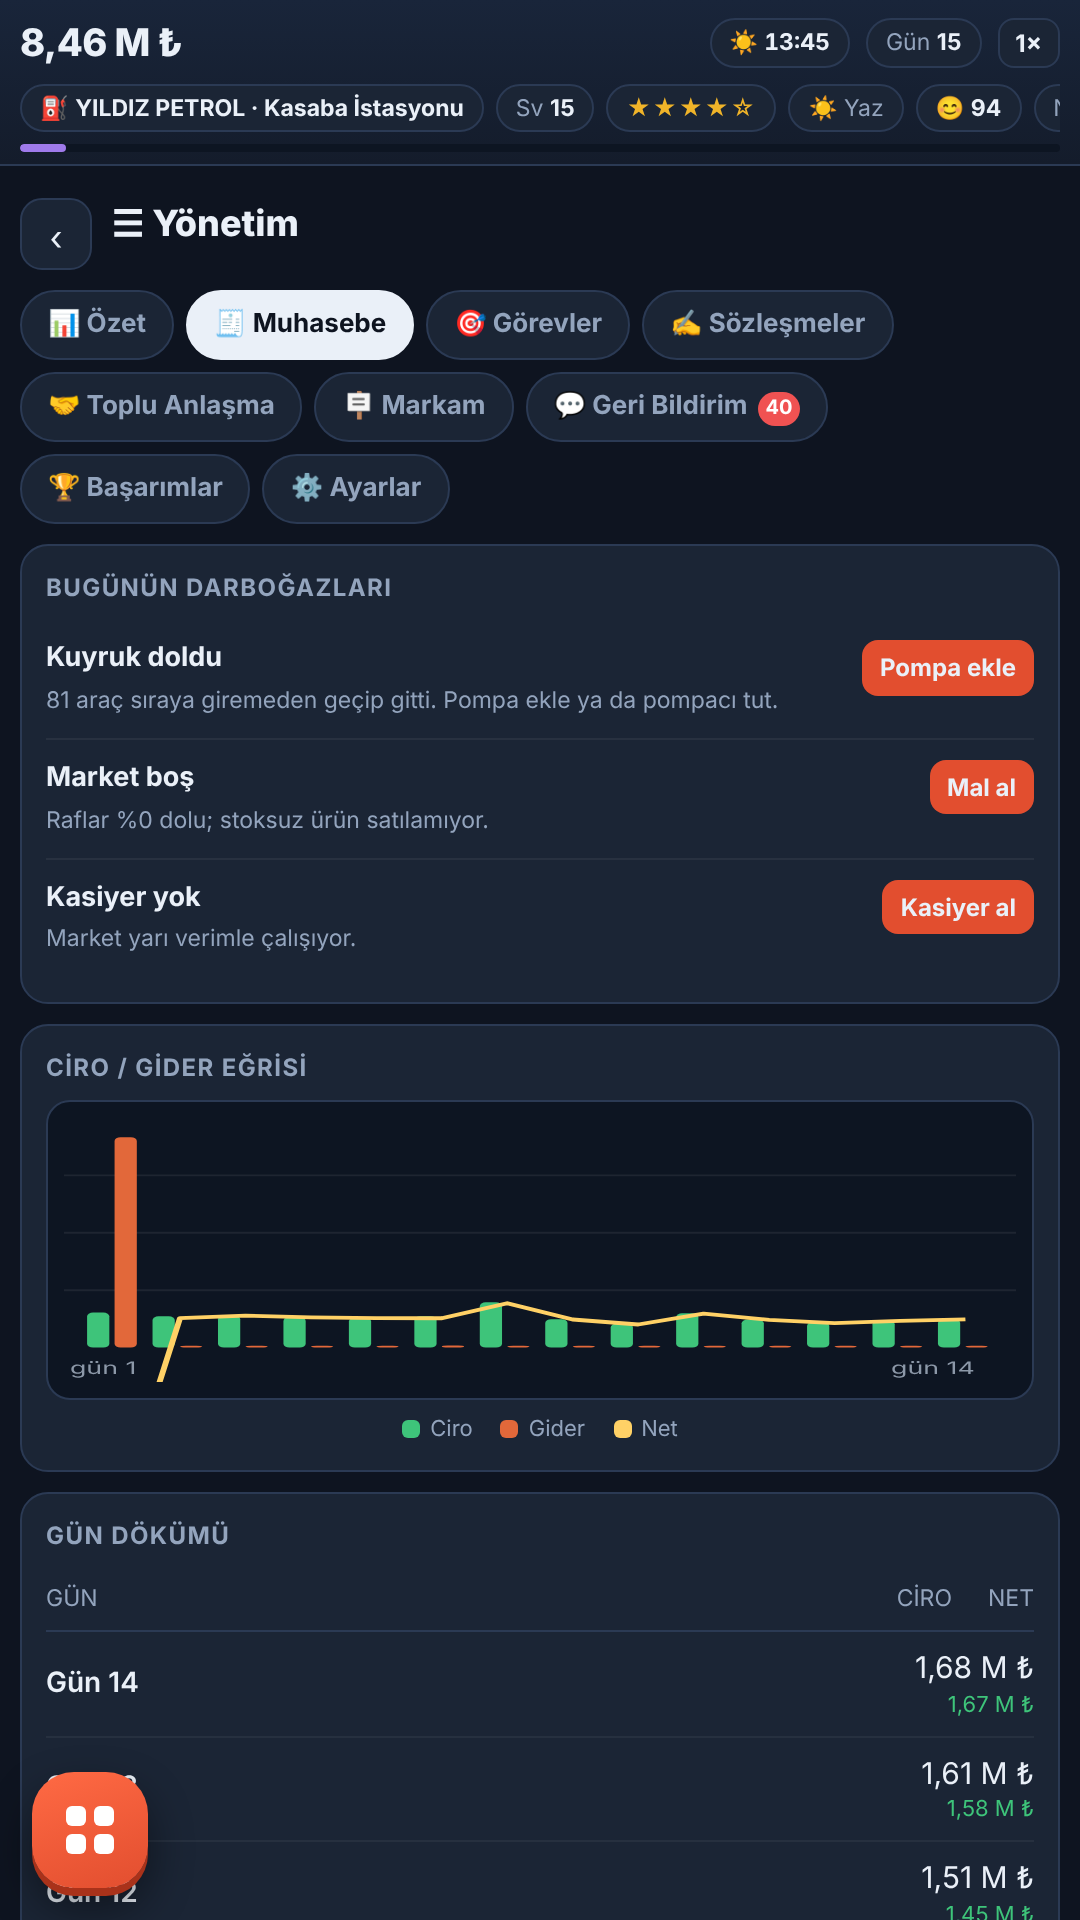 8,46 M ₺
☀️ 13:45
Gün 15
1×
⛽ YILDIZ PETROL · Kasaba İstasyonu
Sv 15
★★★★☆
☀️ Yaz
😊 94
‹
☰ Yönetim
📊 Özet
🧾 Muhasebe
🎯 Görevler
✍️ Sözleşmeler
🤝 Toplu Anlaşma
🪧 Markam
💬 Geri Bildirim 40
🏆 Başarımlar
⚙️ Ayarlar
BUGÜNÜN DARBOĞAZLARI
Kuyruk doldu
81 araç sıraya giremeden geçip gitti. Pompa ekle ya da pompacı tut.
Pompa ekle
Market boş
Raflar %0 dolu; stoksuz ürün satılamıyor.
Mal al
Kasiyer yok
Market yarı verimle çalışıyor.
Kasiyer al
CİRO / GİDER EĞRİSİ
gün 1
gün 14
Ciro
Gider
Net
GÜN DÖKÜMÜ
GÜN CİRO NET
Gün 14
1,68 M ₺
1,67 M ₺
1,61 M ₺
1,58 M ₺
Gün 12
1,51 M ₺
1,45 M ₺